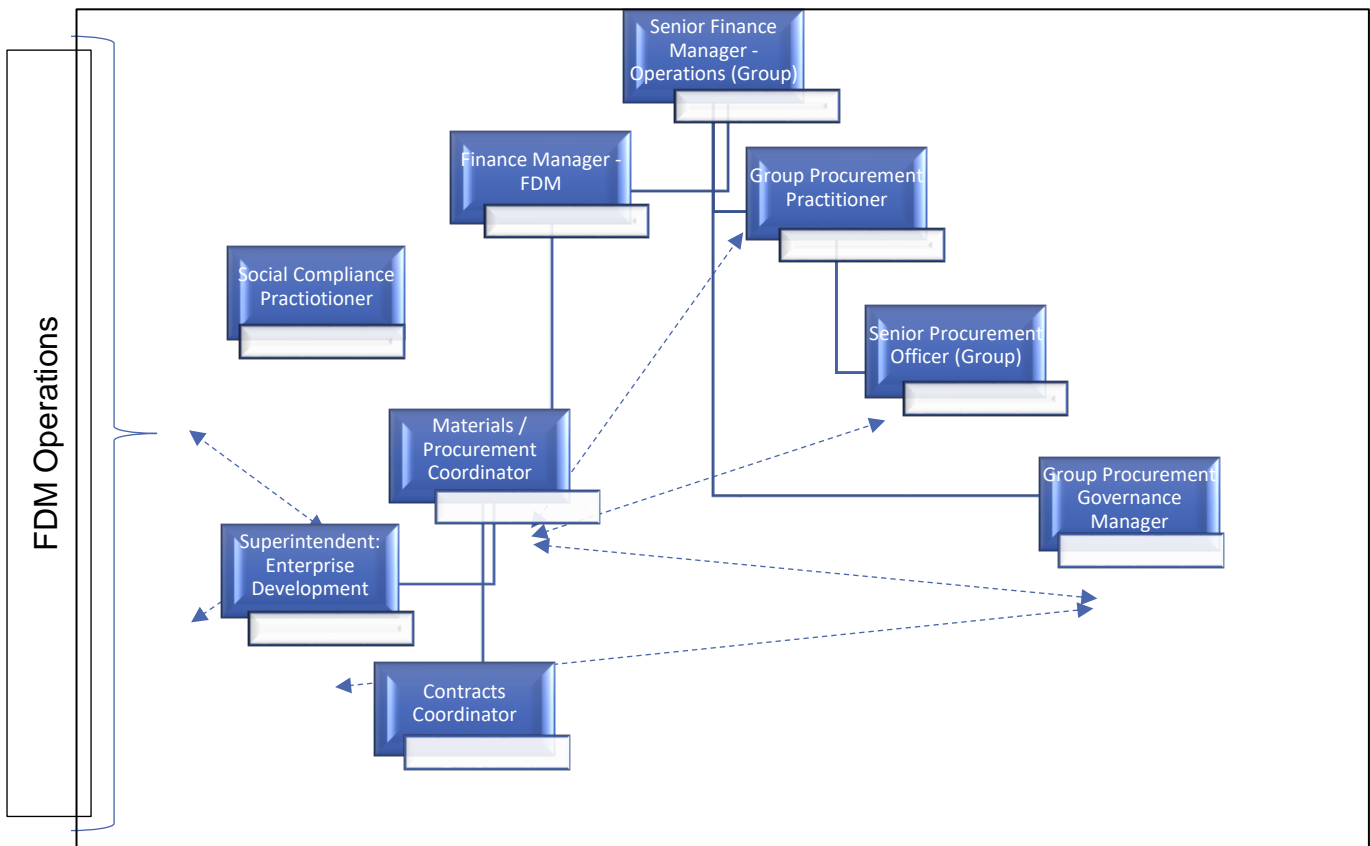 FDM Operations
Senior Finance
Manager -
Operations (Group)
Finance Manager -
FDM
Group Procurement
Practitioner
Social Compliance
Practiotioner
Senior Procurement
Officer (Group)
Materials /
Procurement
Coordinator
Group Procurement
Governance
Manager
Superintendent:
Enterprise
Development
Contracts
Coordinator